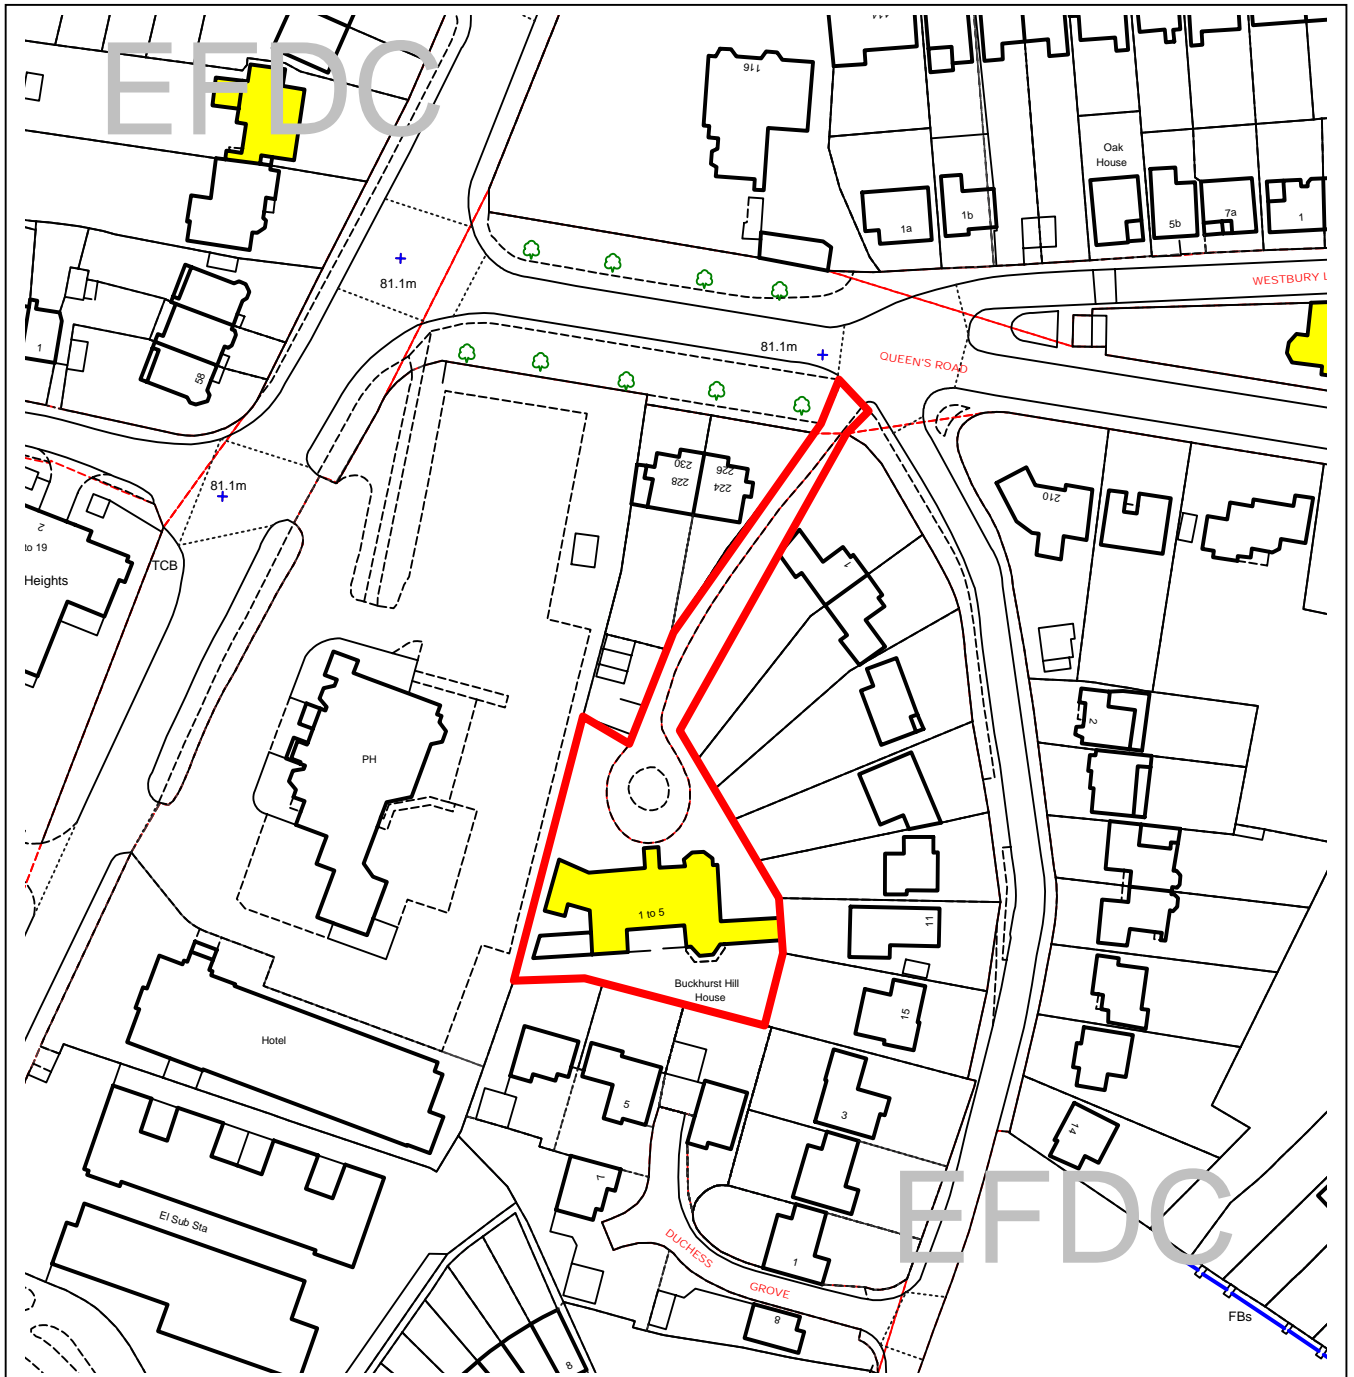 EFDC
116
Oak
House
1a
1b
5b
7a
1
WESTBURY L
81.1m
81.1m
QUEEN'S ROAD
1
58
81.1m
230
228
226
224
210
2
to 19
Heights
TCB
1
2
PH
11
1 to 5
Buckhurst Hill
House
15
Hotel
5
3
14
EFDC
El Sub Sta
DUCHESS
GROVE
1
8
FBs
8